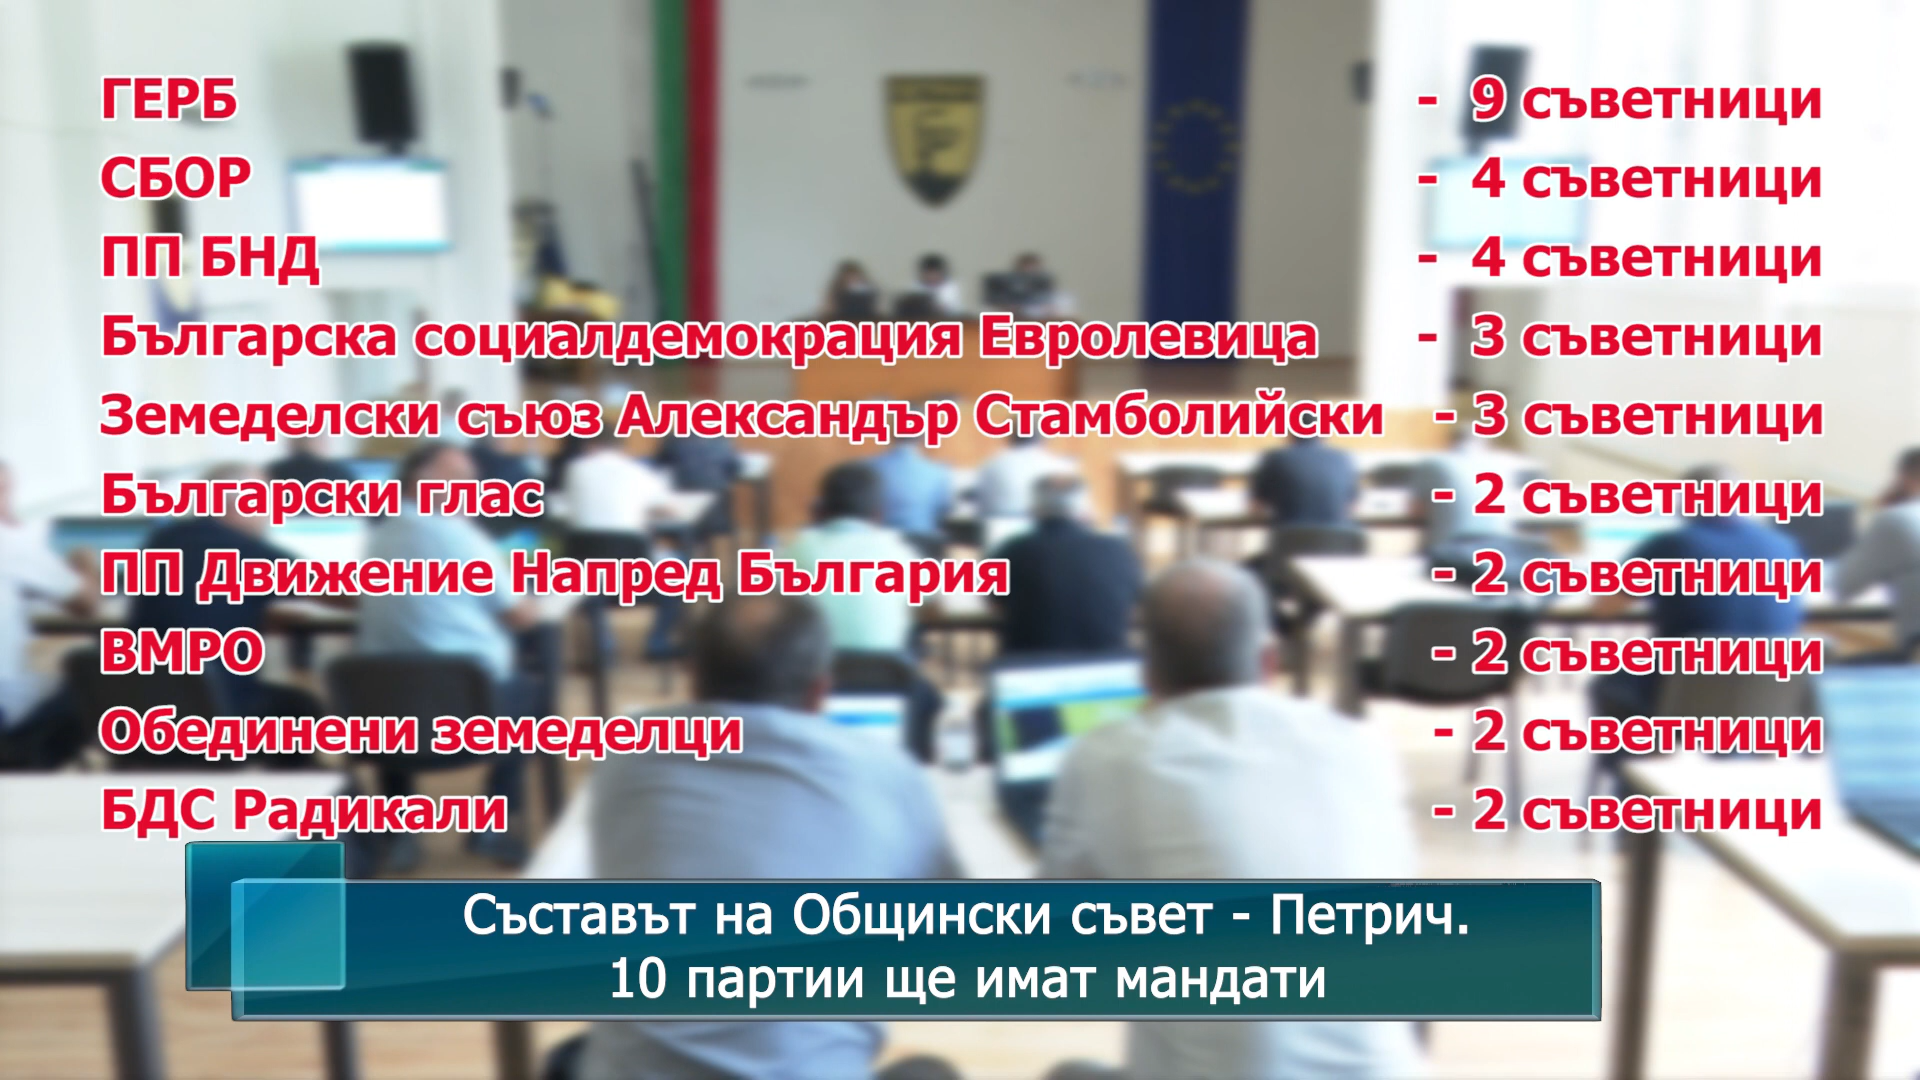 ГЕРБ - 9 съветници
СБОР - 4 съветници
ПП БНД - 4 съветници
Българска социалдемокрация Евролевица - 3 съветници
Земеделски съюз Александър Стамболийски - 3 съветници
Български глас - 2 съветници
ПП Движение Напред България - 2 съветници
ВМРО - 2 съветници
Обединени земеделци - 2 съветници
БДС Радикали - 2 съветници
Съставът на Общински съвет - Петрич.
10 партии ще имат мандати